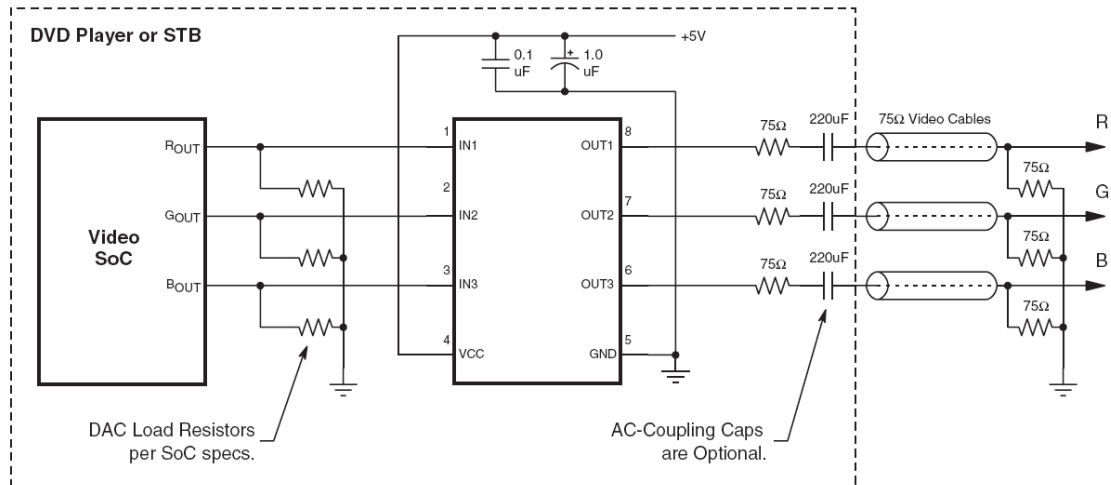 DVD Player or STB
+5V
0.1
uF
+
1.0
uF
Video
SoC
ROUT
GOUT
BOUT
1
IN1
2
IN2
3
IN3
4
VCC
8
OUT1
7
OUT2
6
OUT3
5
GND
75Ω
220uF
75Ω Video Cables
R
75Ω
220uF
75Ω
G
75Ω
220uF
75Ω
B
75Ω
DAC Load Resistors
per SoC specs.
AC-Coupling Caps
are Optional.